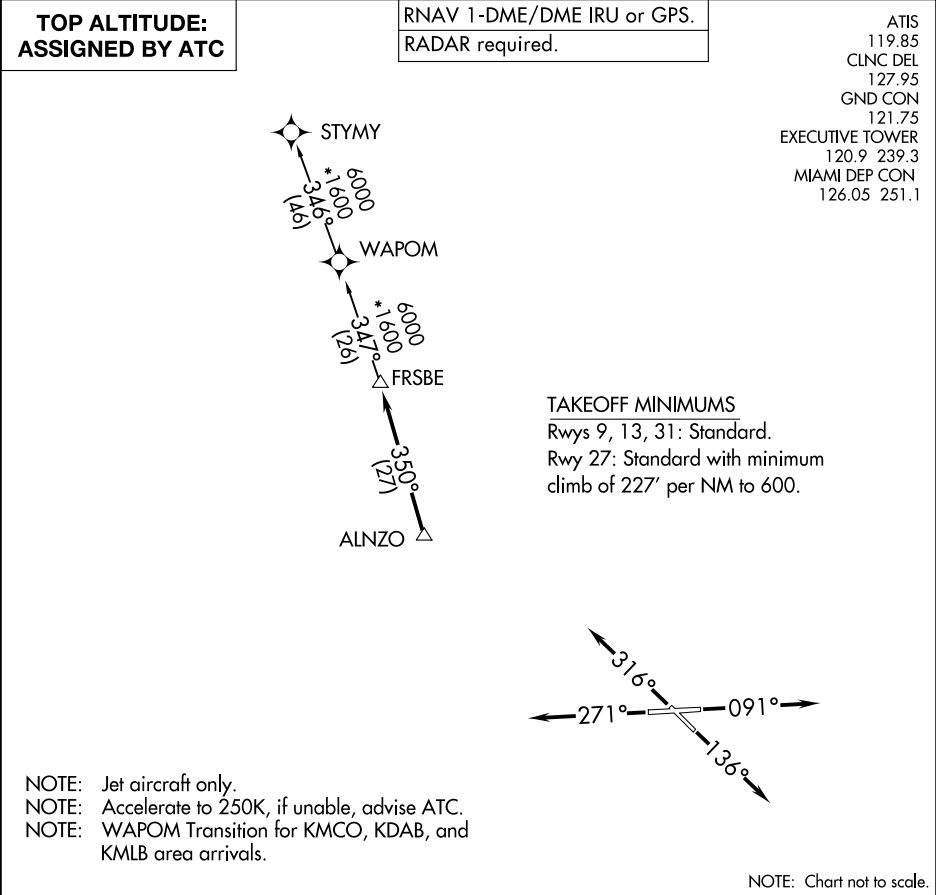 TOP ALTITUDE:
ASSIGNED BY ATC
RNAV 1-DME/DME IRU or GPS.
RADAR required.
ATIS
119.85
CLNC DEL
127.95
GND CON
121.75
EXECUTIVE TOWER
120.9 239.3
MIAMI DEP CON
126.05 251.1
STYMY
6000
*1600
346°
(46)
WAPOM
6000
*1600
347°
(26)
FRSBE
350°
(27)
ALNZO
TAKEOFF MINIMUMS
Rwys 9, 13, 31: Standard.
Rwy 27: Standard with minimum
climb of 227' per NM to 600.
316°
271°
091°
136°
NOTE: Jet aircraft only.
NOTE: Accelerate to 250K, if unable, advise ATC.
NOTE: WAPOM Transition for KMCO, KDAB, and
KMLB area arrivals.
NOTE: Chart not to scale.